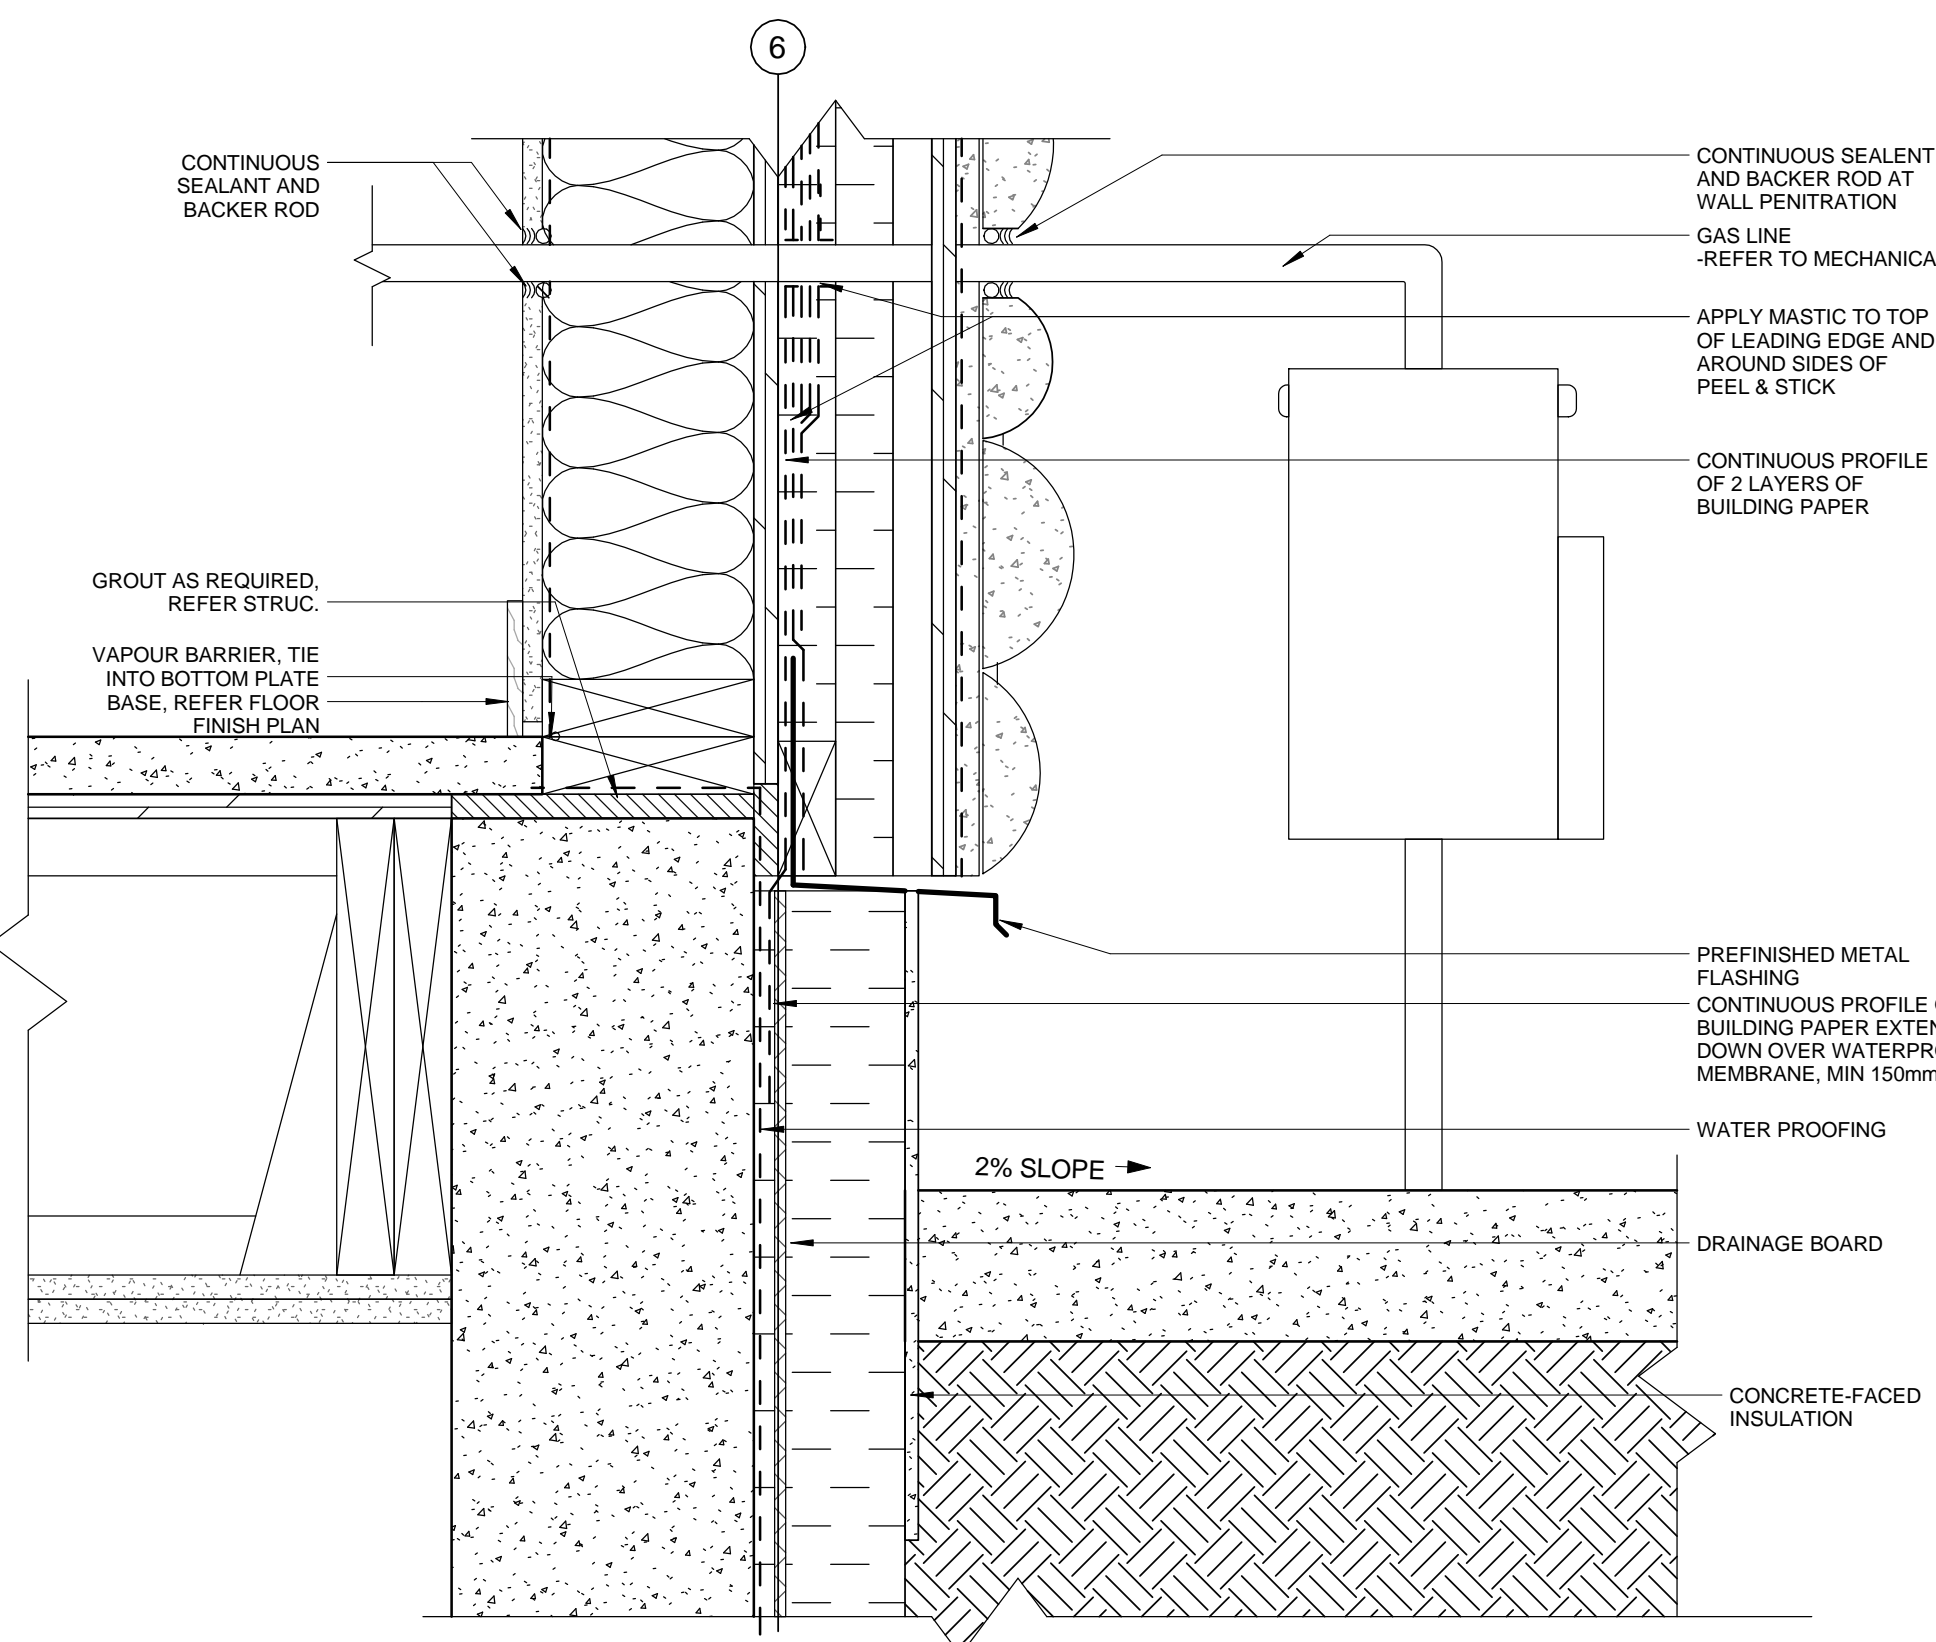 6
CONTINUOUS
SEALANT AND
BACKER ROD
GROUT AS REQUIRED,
REFER STRUC.
VAPOUR BARRIER, TIE
INTO BOTTOM PLATE
BASE, REFER FLOOR
FINISH PLAN
CONTINUOUS SEALENT
AND BACKER ROD AT
WALL PENITRATION
GAS LINE
-REFER TO MECHANICA
APPLY MASTIC TO TOP
OF LEADING EDGE AND
AROUND SIDES OF
PEEL & STICK
CONTINUOUS PROFILE
OF 2 LAYERS OF
BUILDING PAPER
PREFINISHED METAL
FLASHING
CONTINUOUS PROFILE
BUILDING PAPER EXTEN
DOWN OVER WATERPR
MEMBRANE, MIN 150mm
WATER PROOFING
2% SLOPE
DRAINAGE BOARD
CONCRETE-FACED
INSULATION